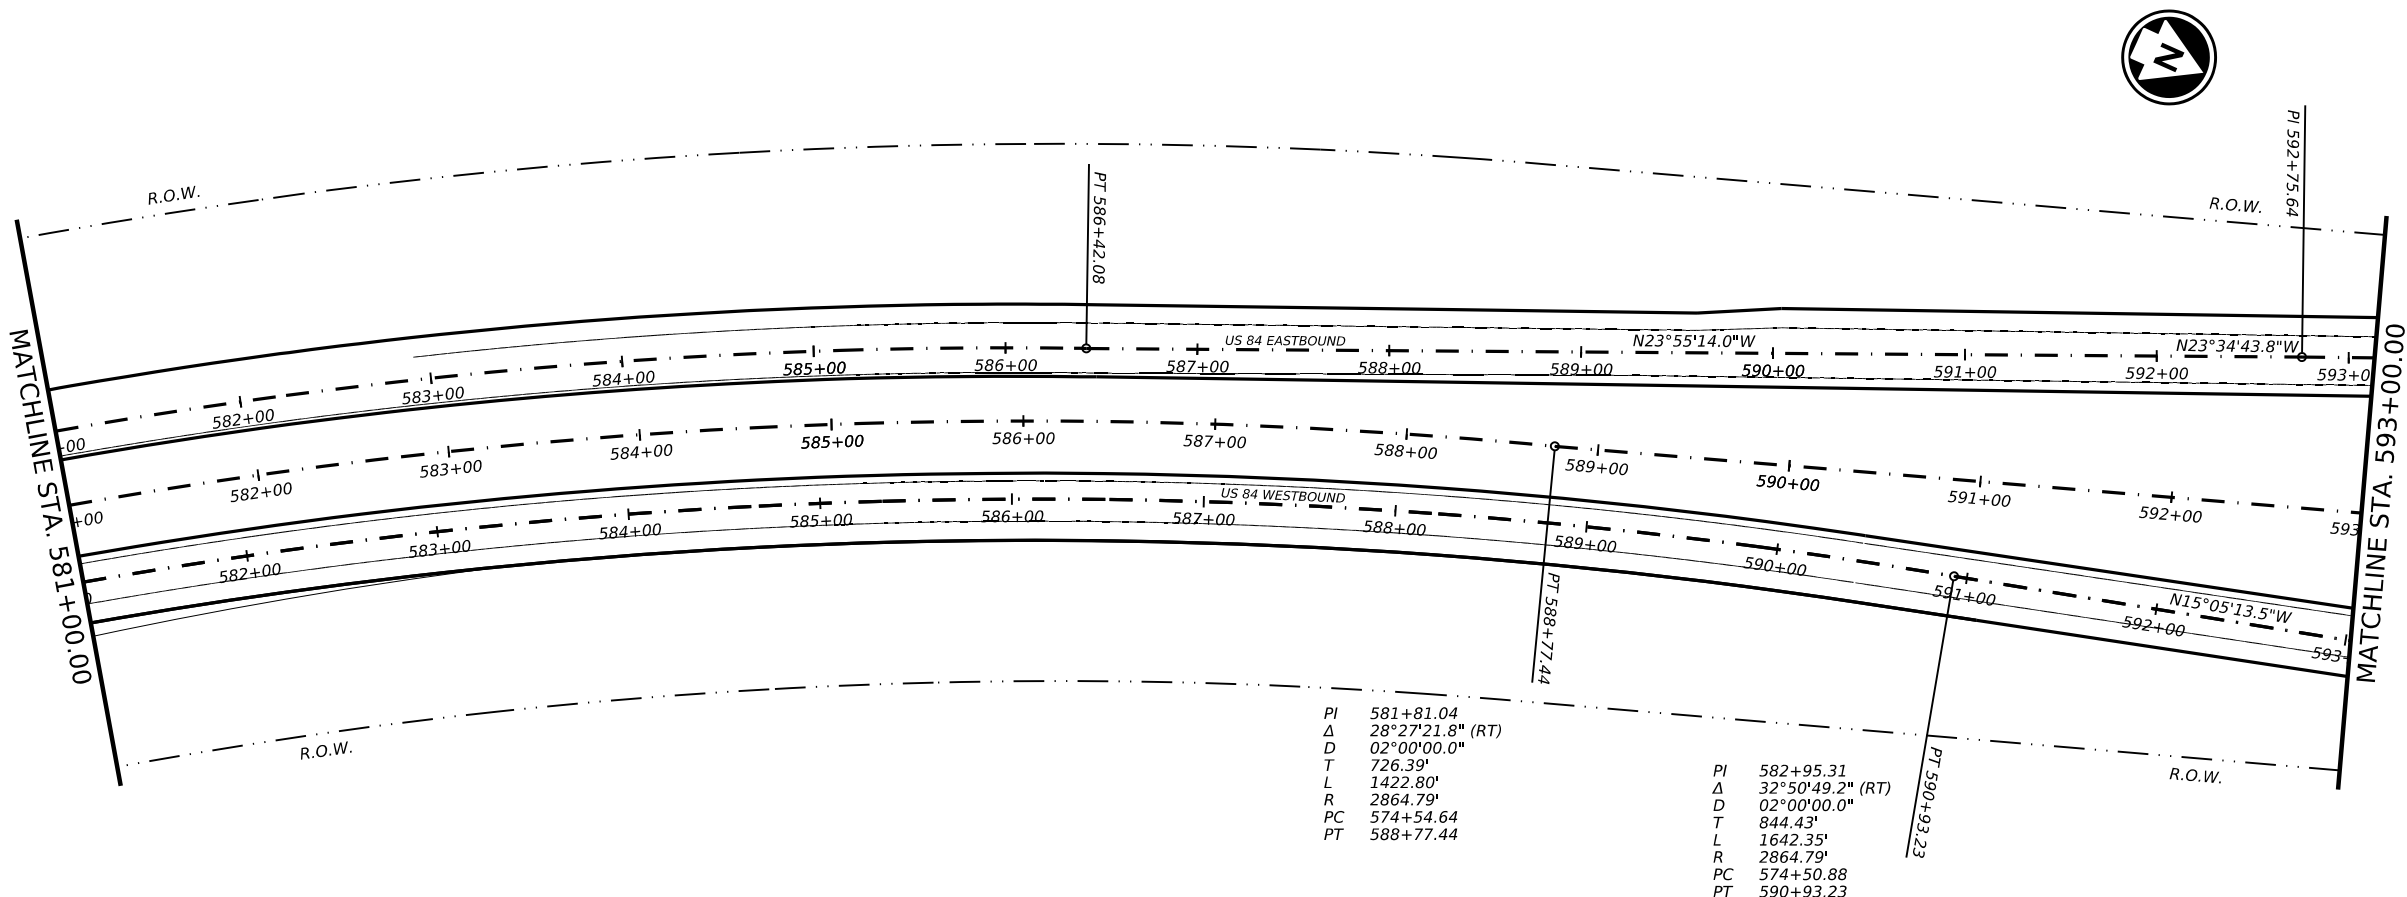 N
PI 592+75.64
R.O.W.
R.O.W.
PT 586+42.08
MATCHLINE STA. 581+00.00
MATCHLINE STA. 593+00.00
US 84 EASTBOUND
N23°55'14.0"W
N23°34'43.8"W
+00
582+00
583+00
584+00
585+00
586+00
587+00
588+00
589+00
590+00
591+00
592+00
593+0
+00
582+00
583+00
584+00
585+00
586+00
587+00
588+00
589+00
590+00
591+00
592+00
593
US 84 WESTBOUND
0
582+00
583+00
584+00
585+00
586+00
587+00
588+00
589+00
590+00
591+00
592+00
593+
N15°05'13.5"W
PT 588+77.44
PT 590+93.23
R.O.W.
R.O.W.
PI 581+81.04
Δ 28°27'21.8" (RT)
D 02°00'00.0"
T 726.39'
L 1422.80'
R 2864.79'
PC 574+54.64
PT 588+77.44
PI 582+95.31
Δ 32°50'49.2" (RT)
D 02°00'00.0"
T 844.43'
L 1642.35'
R 2864.79'
PC 574+50.88
PT 590+93.23